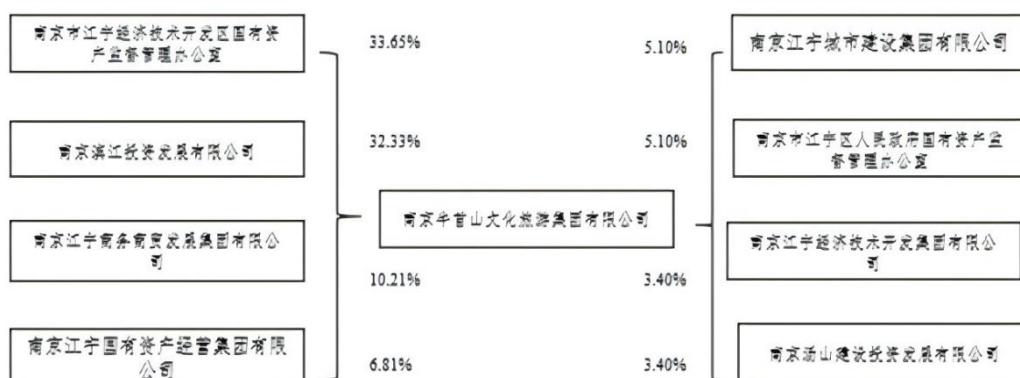 南京市江宁经济技术开发区国有资
产监督管理办公室
33.65%
5.10%
南京江宁城市建设集团有限公司
南京滨江投资发展有限公司
32.33%
5.10%
南京市江宁区人民政府国有资产监
督管理办公室
南京牛首山文化旅游集团有限公司
南京江宁商务商贸发展集团有限公
司
10.21%
3.40%
南京江宁经济技术开发集团有限公
司
南京江宁国有资产经营集团有限
公司
6.81%
3.40%
南京汤山建设投资发展有限公司